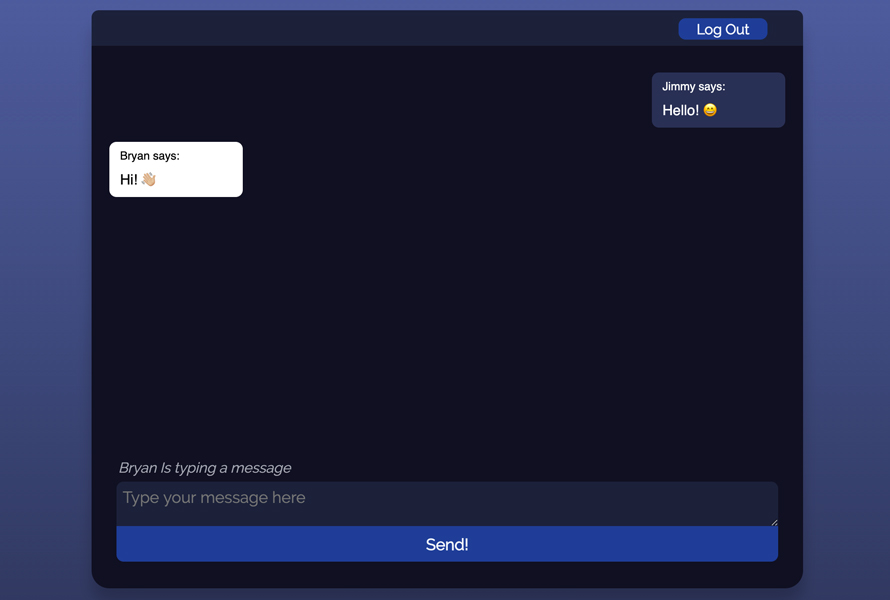 Log Out
Jimmy says:
Hello! 😄
Bryan says:
Hi! 👋🏼
Bryan Is typing a message
Type your message here
Send!